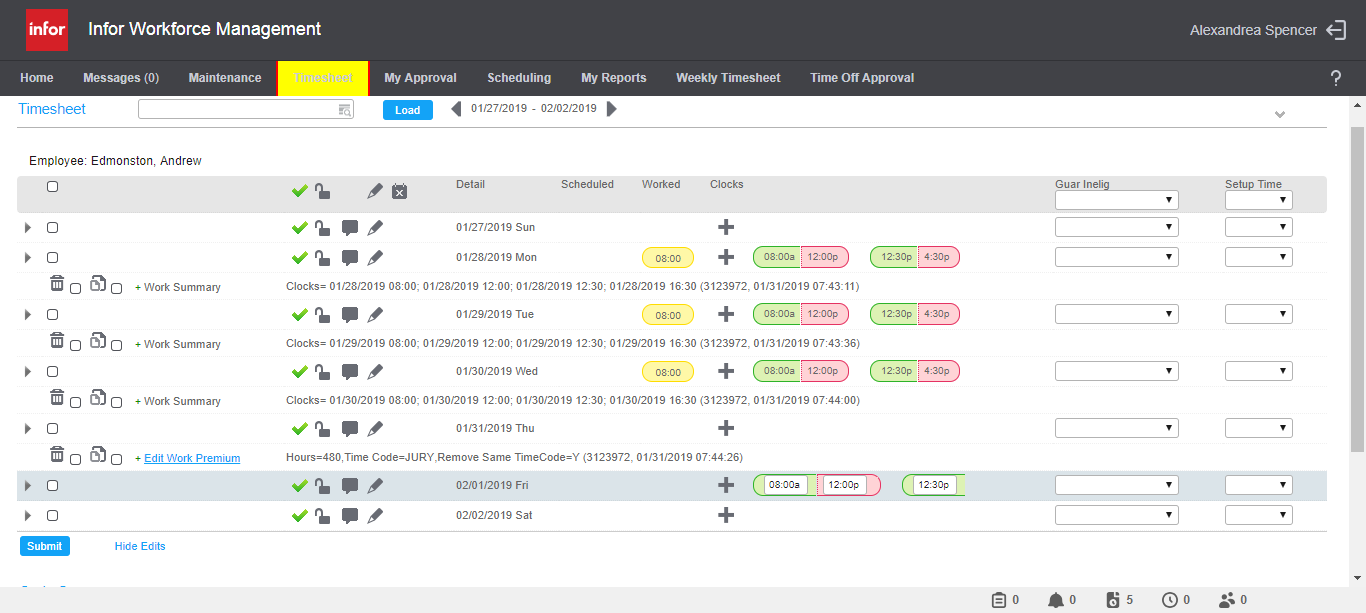 infor Infor Workforce Management Alexandrea Spencer
Home Messages (0) Maintenance Timesheet My Approval Scheduling My Reports Weekly Timesheet Time Off Approval ?
Timesheet Load 01/27/2019 - 02/02/2019
Employee: Edmonston, Andrew
Detail Scheduled Worked Clocks Guar Inelig Setup Time
01/27/2019 Sun
01/28/2019 Mon 08:00 08:00a 12:00p 12:30p 4:30p
+ Work Summary Clocks= 01/28/2019 08:00; 01/28/2019 12:00; 01/28/2019 12:30; 01/28/2019 16:30 (3123972, 01/31/2019 07:43:11)
01/29/2019 Tue 08:00 08:00a 12:00p 12:30p 4:30p
+ Work Summary Clocks= 01/29/2019 08:00; 01/29/2019 12:00; 01/29/2019 12:30; 01/29/2019 16:30 (3123972, 01/31/2019 07:43:36)
01/30/2019 Wed 08:00 08:00a 12:00p 12:30p 4:30p
+ Work Summary Clocks= 01/30/2019 08:00; 01/30/2019 12:00; 01/30/2019 12:30; 01/30/2019 16:30 (3123972, 01/31/2019 07:44:00)
01/31/2019 Thu
+ Edit Work Premium Hours=480,Time Code=JURY,Remove Same TimeCode=Y (3123972, 01/31/2019 07:44:26)
02/01/2019 Fri 08:00a 12:00p 12:30p
02/02/2019 Sat
Submit Hide Edits
0 0 5 0 0